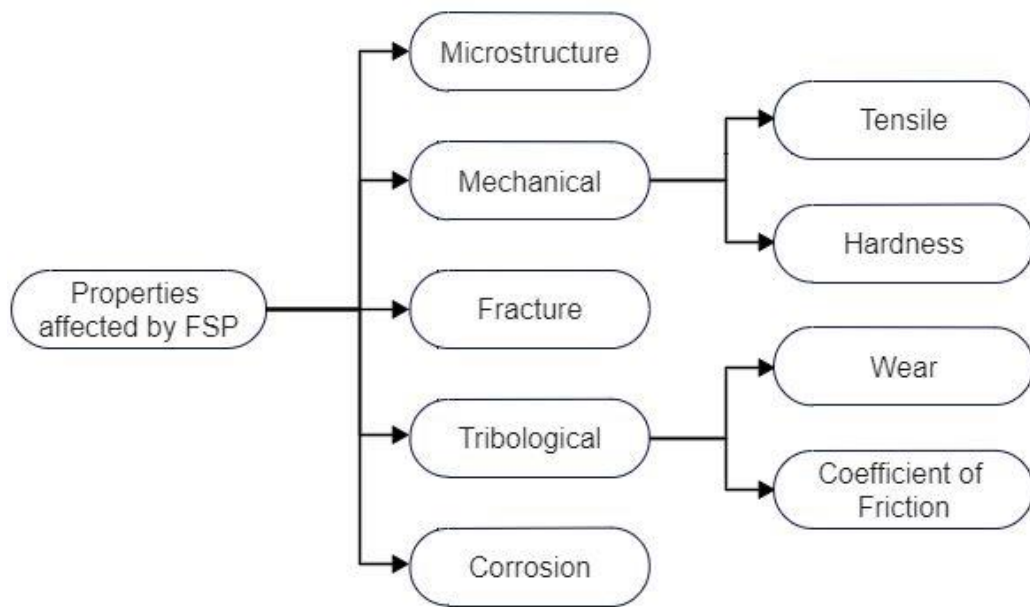 Properties
affected by FSP
Microstructure
Mechanical
Fracture
Tribological
Corrosion
Tensile
Hardness
Wear
Coefficient of
Friction